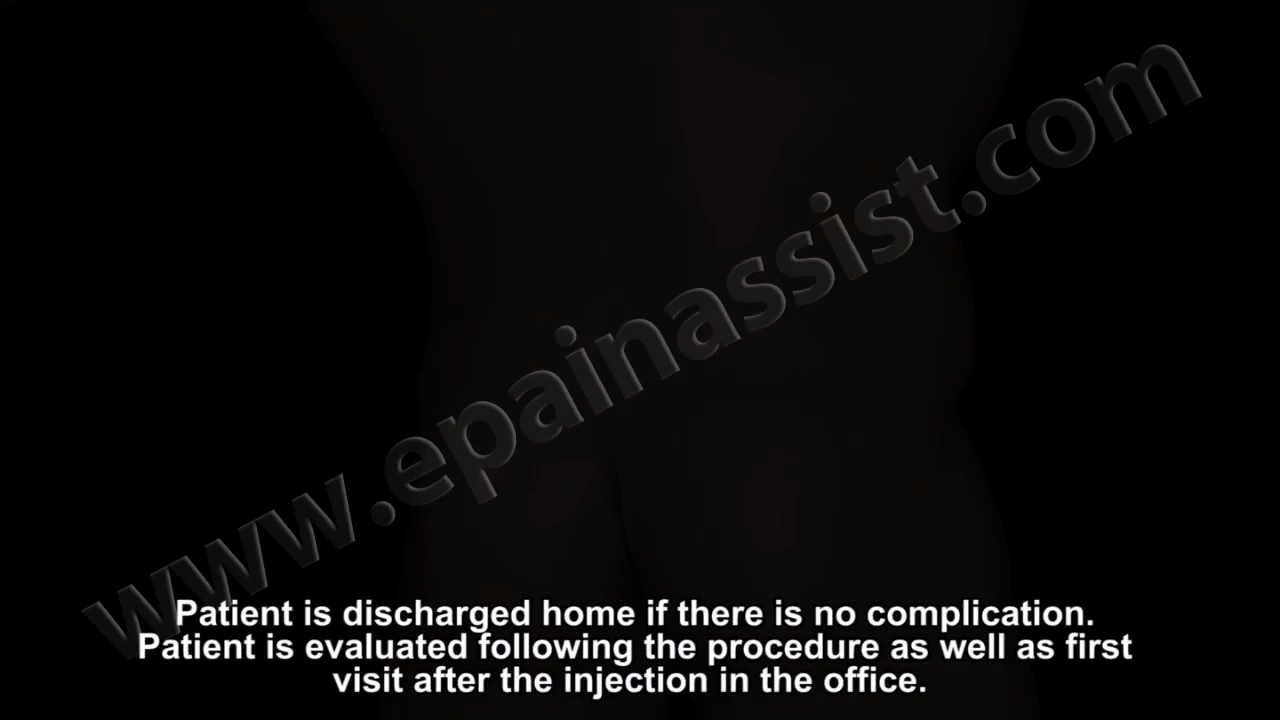 www.epainassist.com
Patient is discharged home if there is no complication.
Patient is evaluated following the procedure as well as first
visit after the injection in the office.